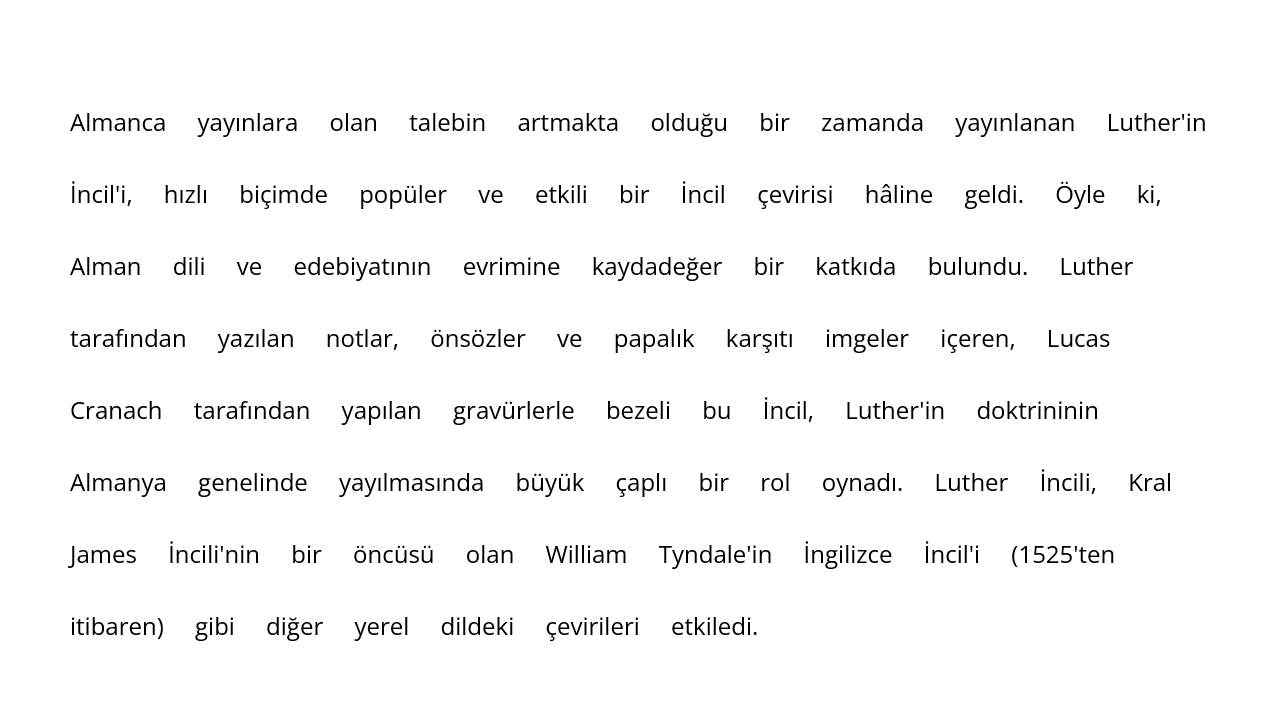 Almanca yayınlara olan talebin artmakta olduğu bir zamanda yayınlanan Luther'in
İncil'i, hızlı biçimde popüler ve etkili bir İncil çevirisi hâline geldi. Öyle ki,
Alman dili ve edebiyatının evrimine kaydadeğer bir katkıda bulundu. Luther
tarafından yazılan notlar, önsözler ve papalık karşıtı imgeler içeren, Lucas
Cranach tarafından yapılan gravürlerle bezeli bu İncil, Luther'in doktrininin
Almanya genelinde yayılmasında büyük çaplı bir rol oynadı. Luther İncili, Kral
James İncili'nin bir öncüsü olan William Tyndale'in İngilizce İncil'i (1525'ten
itibaren) gibi diğer yerel dildeki çevirileri etkiledi.